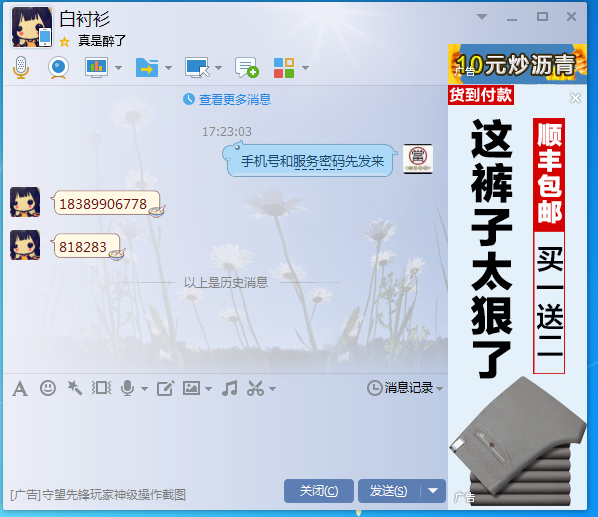 白衬衫
真是醉了
查看更多消息
17:23:03
手机号和服务密码先发来
當
18389906778
818283
以上是历史消息
消息记录
[广告]守望先锋玩家神级操作截图
关闭(C)
发送(S)
10元炒沥青
广告
货到付款
这裤子太狠了
顺丰包邮
买一送二
广告